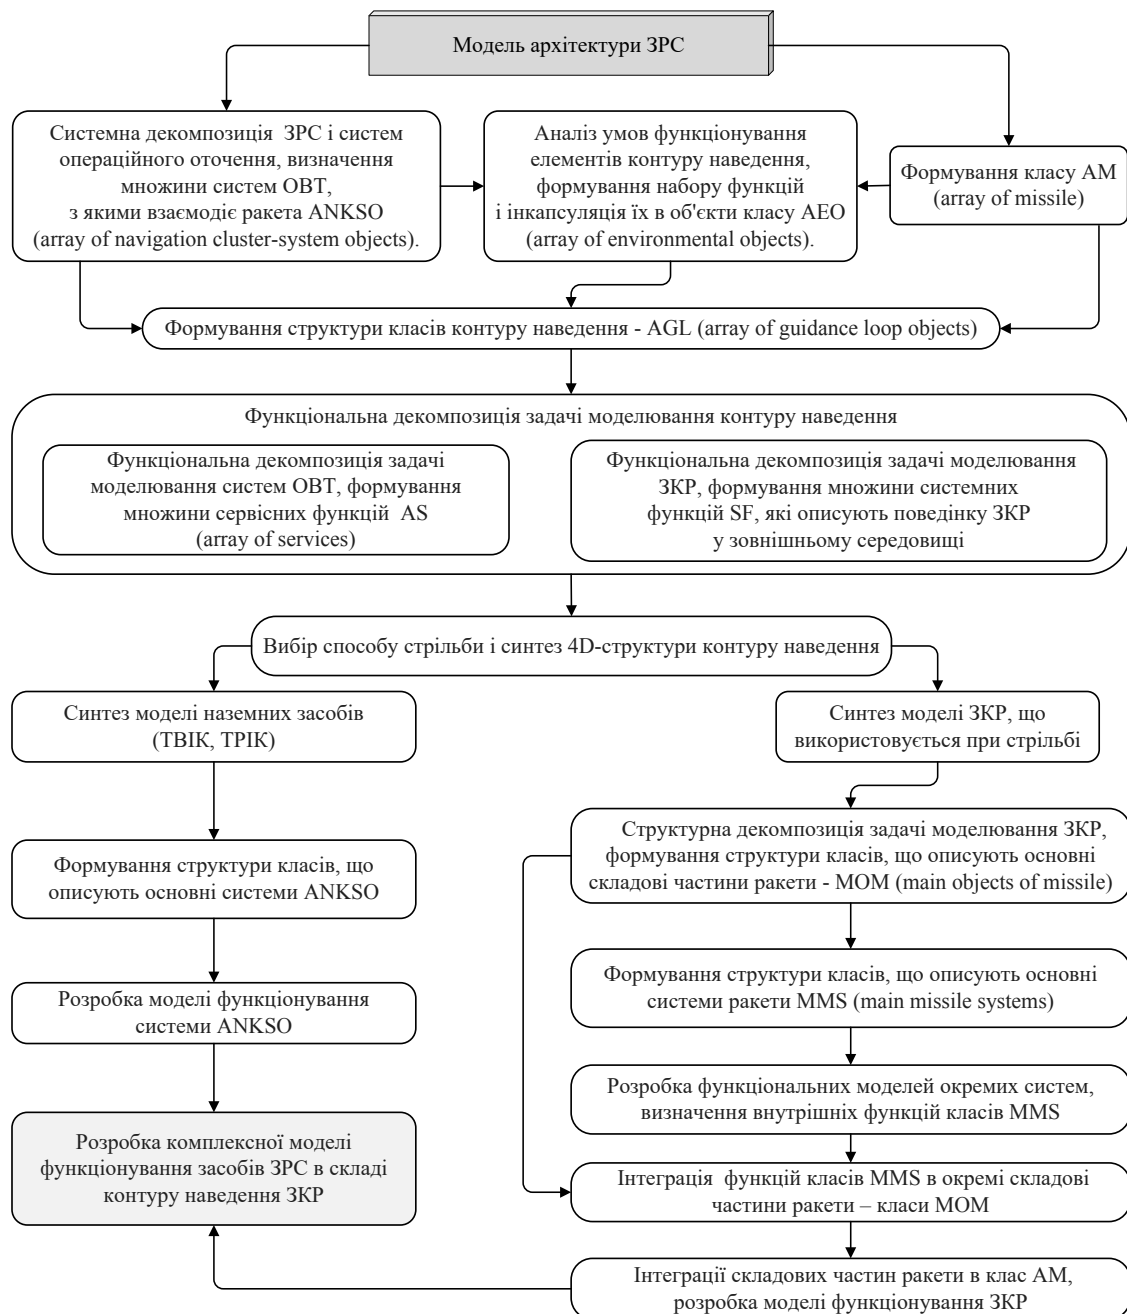 Модель архітектури ЗРС
Системна декомпозиція ЗРС і систем
операційного оточення, визначення
множини систем ОВТ,
з якими взаємодіє ракета ANKSO
(array of navigation cluster-system objects).
Аналіз умов функціонування
елементів контуру наведення,
формування набору функцій
і інкапсуляція їх в об'єкти класу AEO
(array of environmental objects).
Формування класу AM
(array of missile)
Формування структури класів контуру наведення - AGL (array of guidance loop objects)
Функціональна декомпозиція задачі моделювання контуру наведення
Функціональна декомпозиція задачі
моделювання систем ОВТ, формування
множини сервісних функцій AS
(array of services)
Функціональна декомпозиція задачі моделювання
ЗКР, формування множини системних
функцій SF, які описують поведінку ЗКР
у зовнішньому середовищі
Вибір способу стрільби і синтез 4D-структури контуру наведення
Синтез моделі наземних засобів
(ТВІК, ТРІК)
Синтез моделі ЗКР, що
використовується при стрільбі
Структурна декомпозиція задачі моделювання ЗКР,
формування структури класів, що описують основні
складові частини ракети - MOM (main objects of missile)
Формування структури класів, що
описують основні системи ANKSO
Формування структури класів, що описують основні
системи ракети MMS (main missile systems)
Розробка моделі функціонування
системи ANKSO
Розробка функціональних моделей окремих систем,
визначення внутрішніх функцій класів MMS
Розробка комплексної моделі
функціонування засобів ЗРС в складі
контуру наведення ЗКР
Інтеграція функцій класів MMS в окремі складові
частини ракети – класи MOM
Інтеграції складових частин ракети в клас AM,
розробка моделі функціонування ЗКР